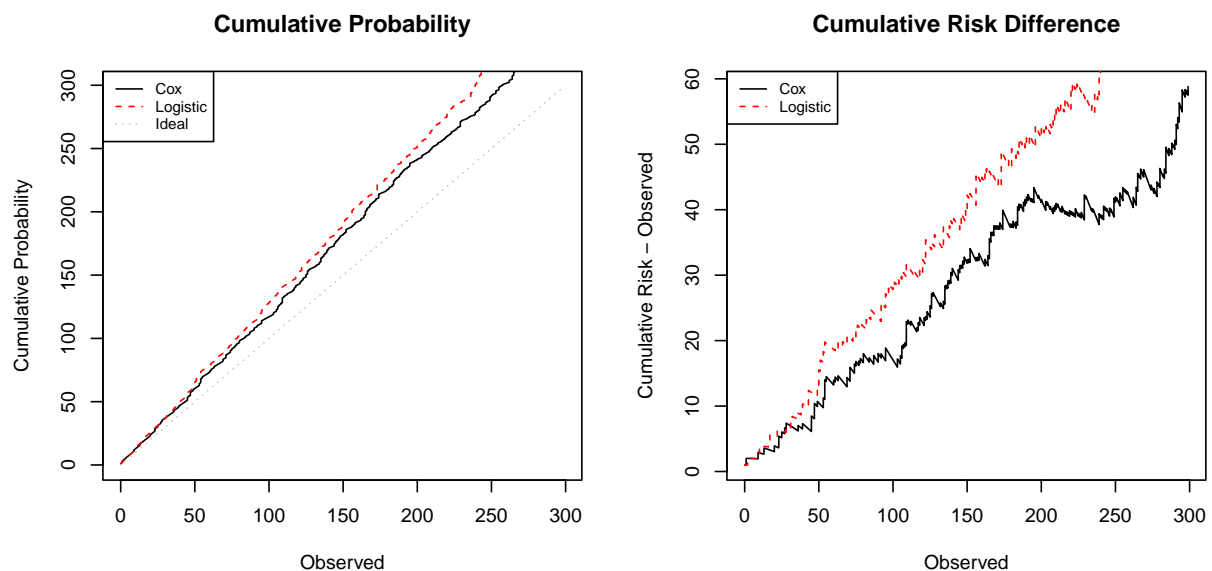 Cumulative Probability
Cox
Logistic
Ideal
Cumulative Probability
0
50
100
150
200
250
300
0 50 100 150 200 250 300
Observed
Cumulative Risk Difference
Cox
Logistic
Cumulative Risk − Observed
0
10
20
30
40
50
60
0 50 100 150 200 250 300
Observed